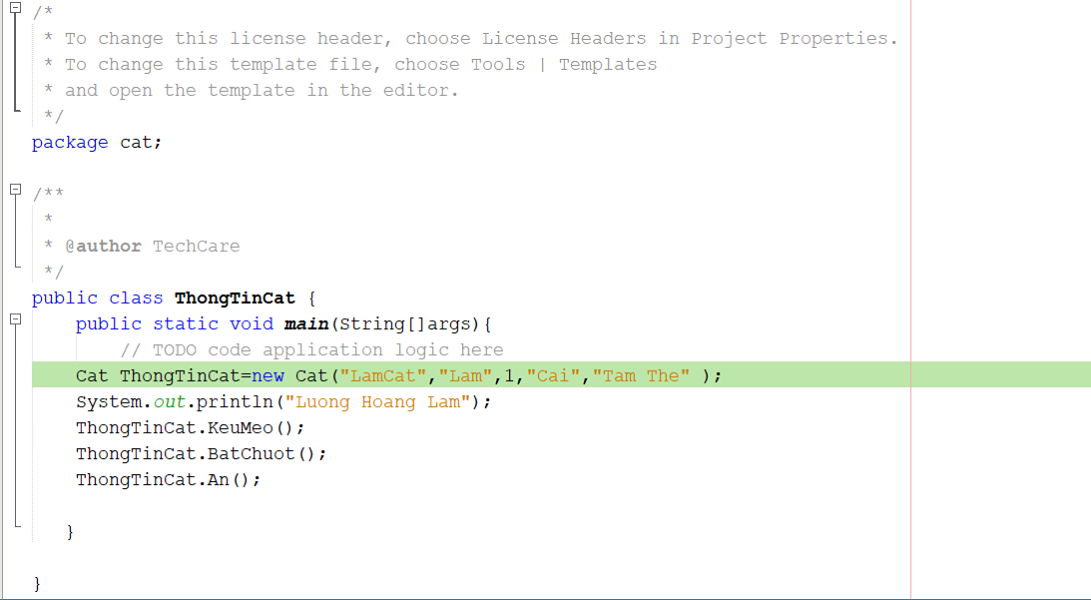 /*
 * To change this license header, choose License Headers in Project Properties.
 * To change this template file, choose Tools | Templates
 * and open the template in the editor.
 */
package cat;
/**
 *
 * @author TechCare
 */
public class ThongTinCat {
    public static void main(String[]args){
        // TODO code application logic here
    Cat ThongTinCat=new Cat("LamCat","Lam",1,"Cai","Tam The" );
    System.out.println("Luong Hoang Lam");
    ThongTinCat.KeuMeo();
    ThongTinCat.BatChuot();
    ThongTinCat.An();
   }
}